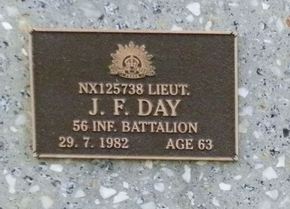 NX125738 LIEUT.
J. F. DAY
56 INF. BATTALION
29. 7. 1982 AGE 63